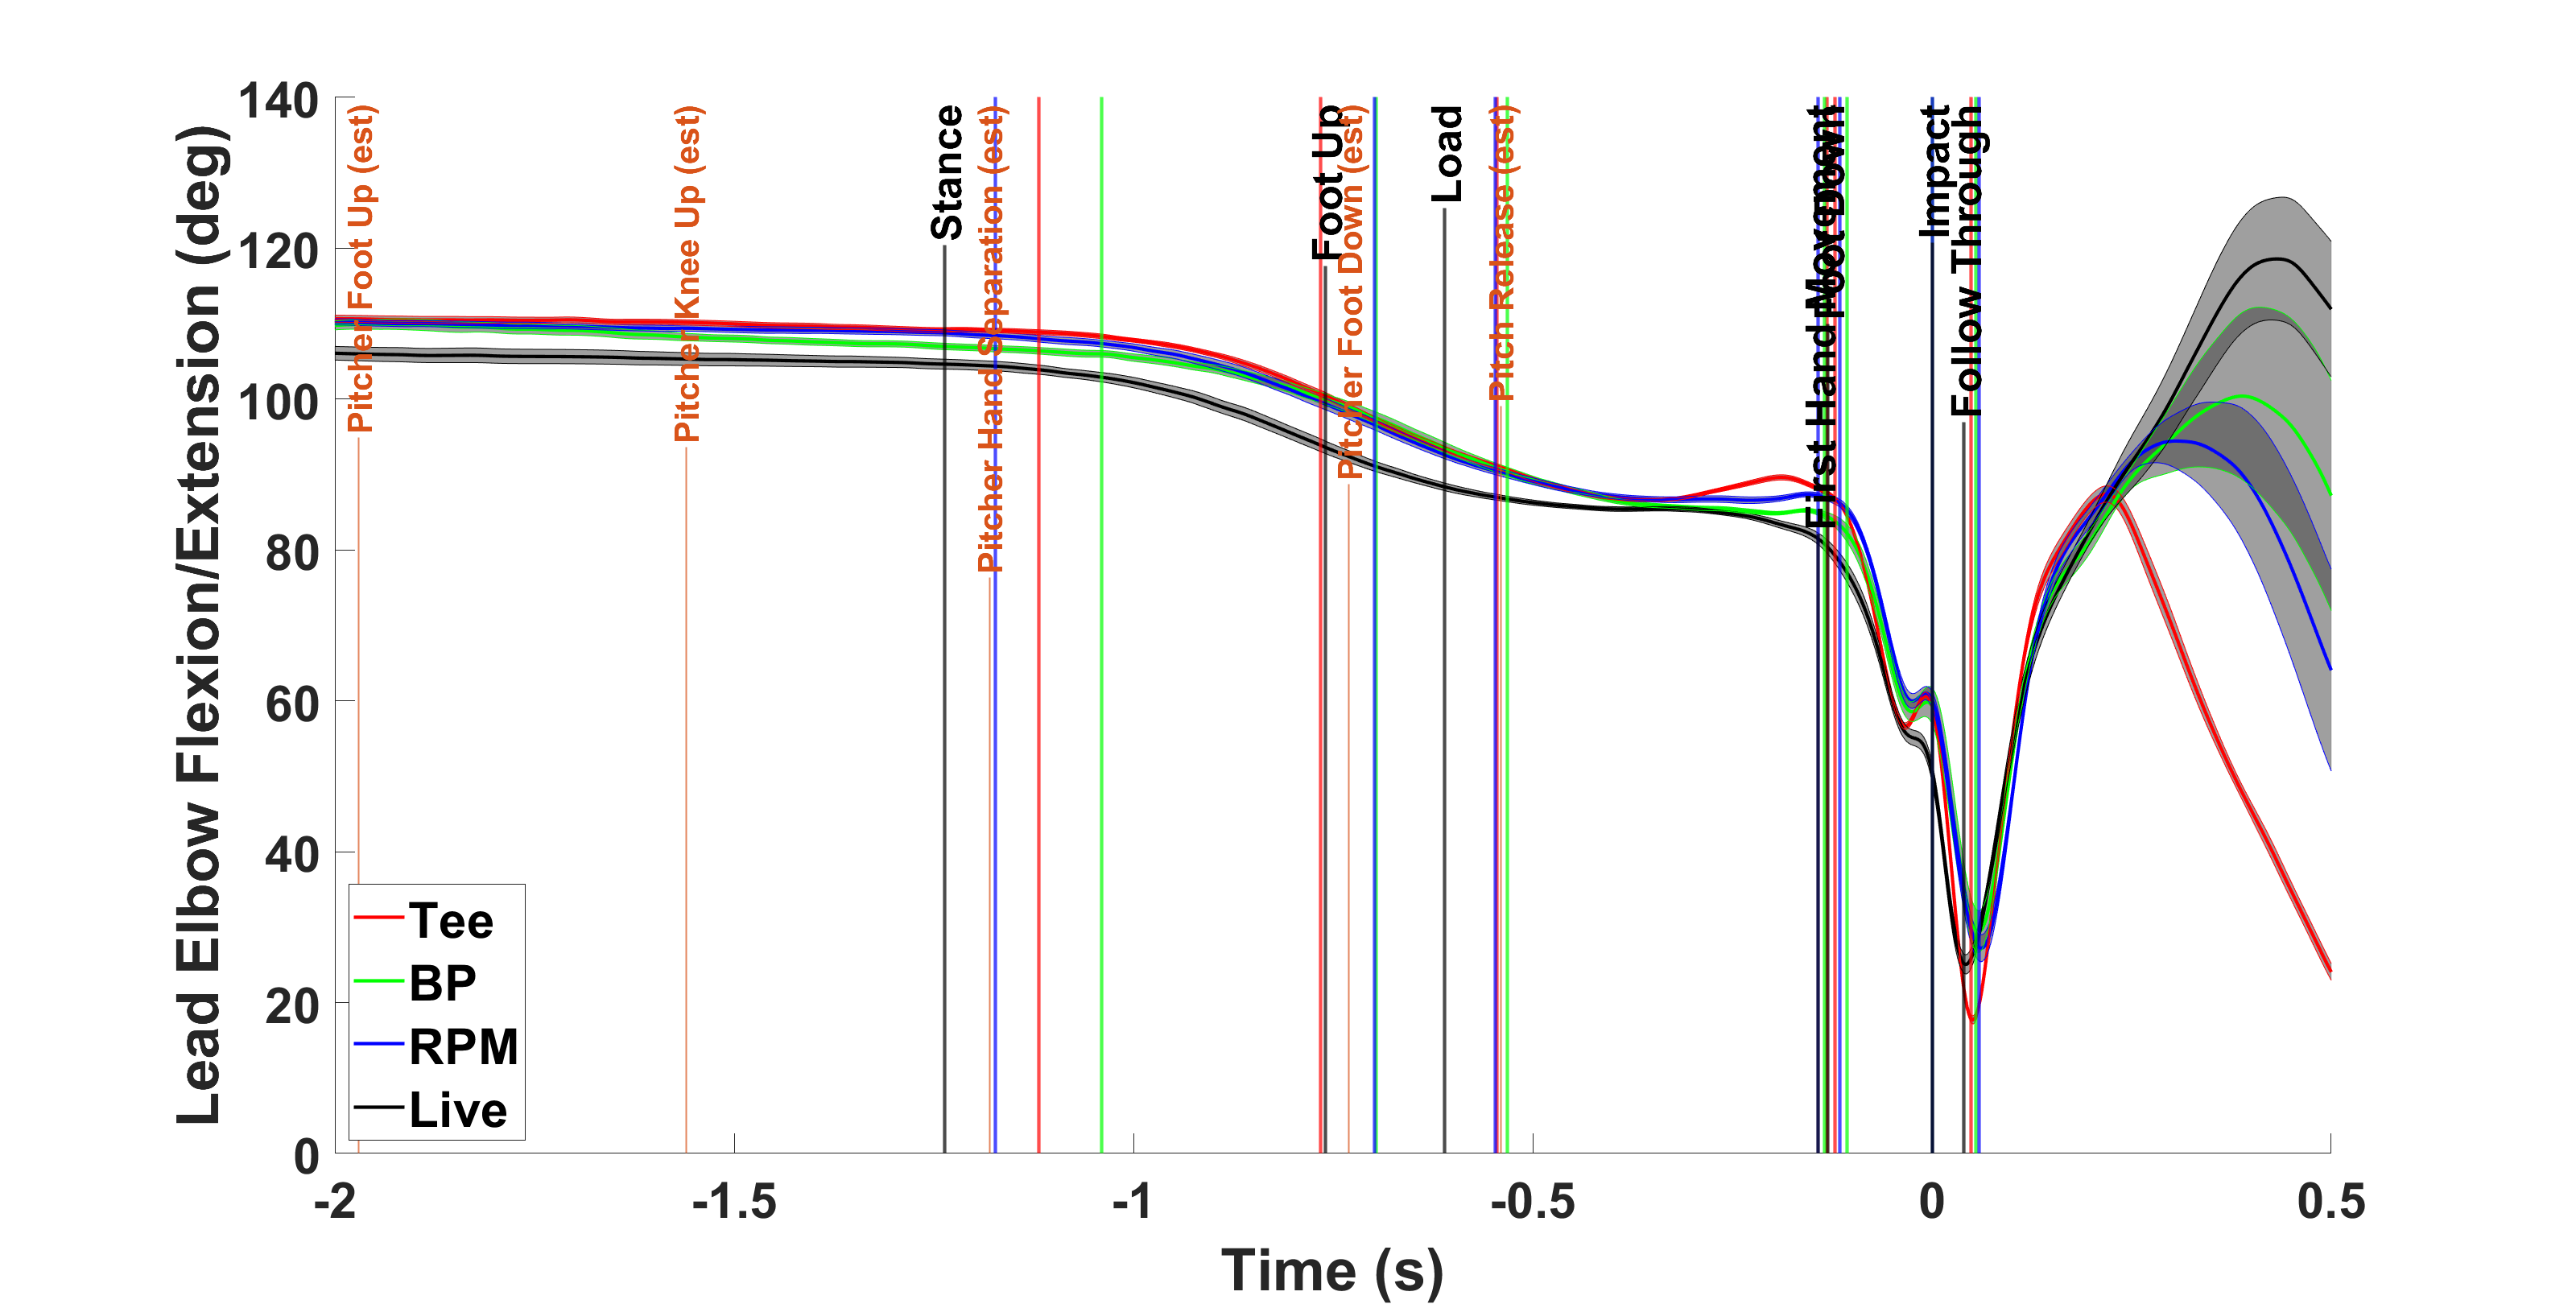 Lead Elbow Flexion/Extension (deg)
140
120
100
80
60
40
20
0
Pitcher Foot Up (est)
Pitcher Knee Up (est)
Stance
Pitcher Hand Separation (est)
Foot Up
Pitcher Foot Down (est)
Load
Pitch Release (est)
First Hand Movement
Down
Impact
Follow Through
Tee
BP
RPM
Live
-2
-1.5
-1
-0.5
0
0.5
Time (s)